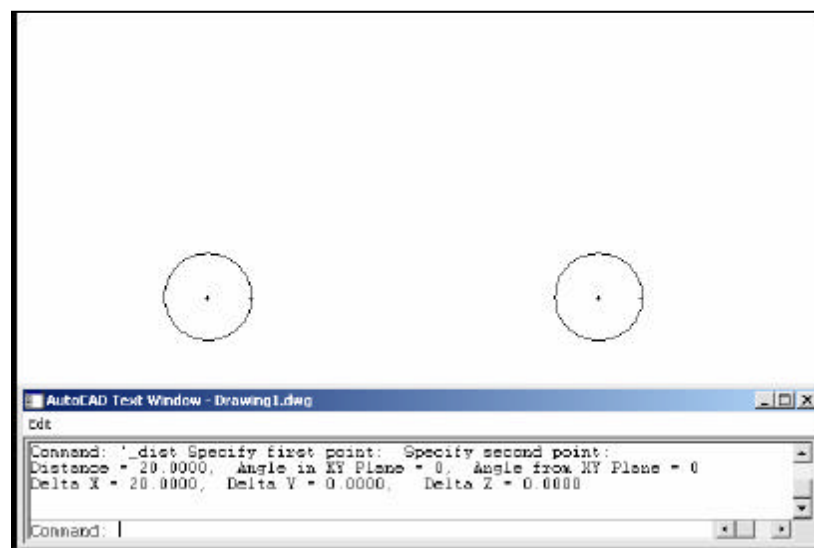 AutoCAD Text Window - Drawing1.dwg
Edit
Command: '_dist Specify first point:  Specify second point:
Distance = 20.0000,  Angle in XY Plane = 0,  Angle from XY Plane = 0
Delta X = 20.0000,  Delta Y = 0.0000,   Delta Z = 0.0000
Command: